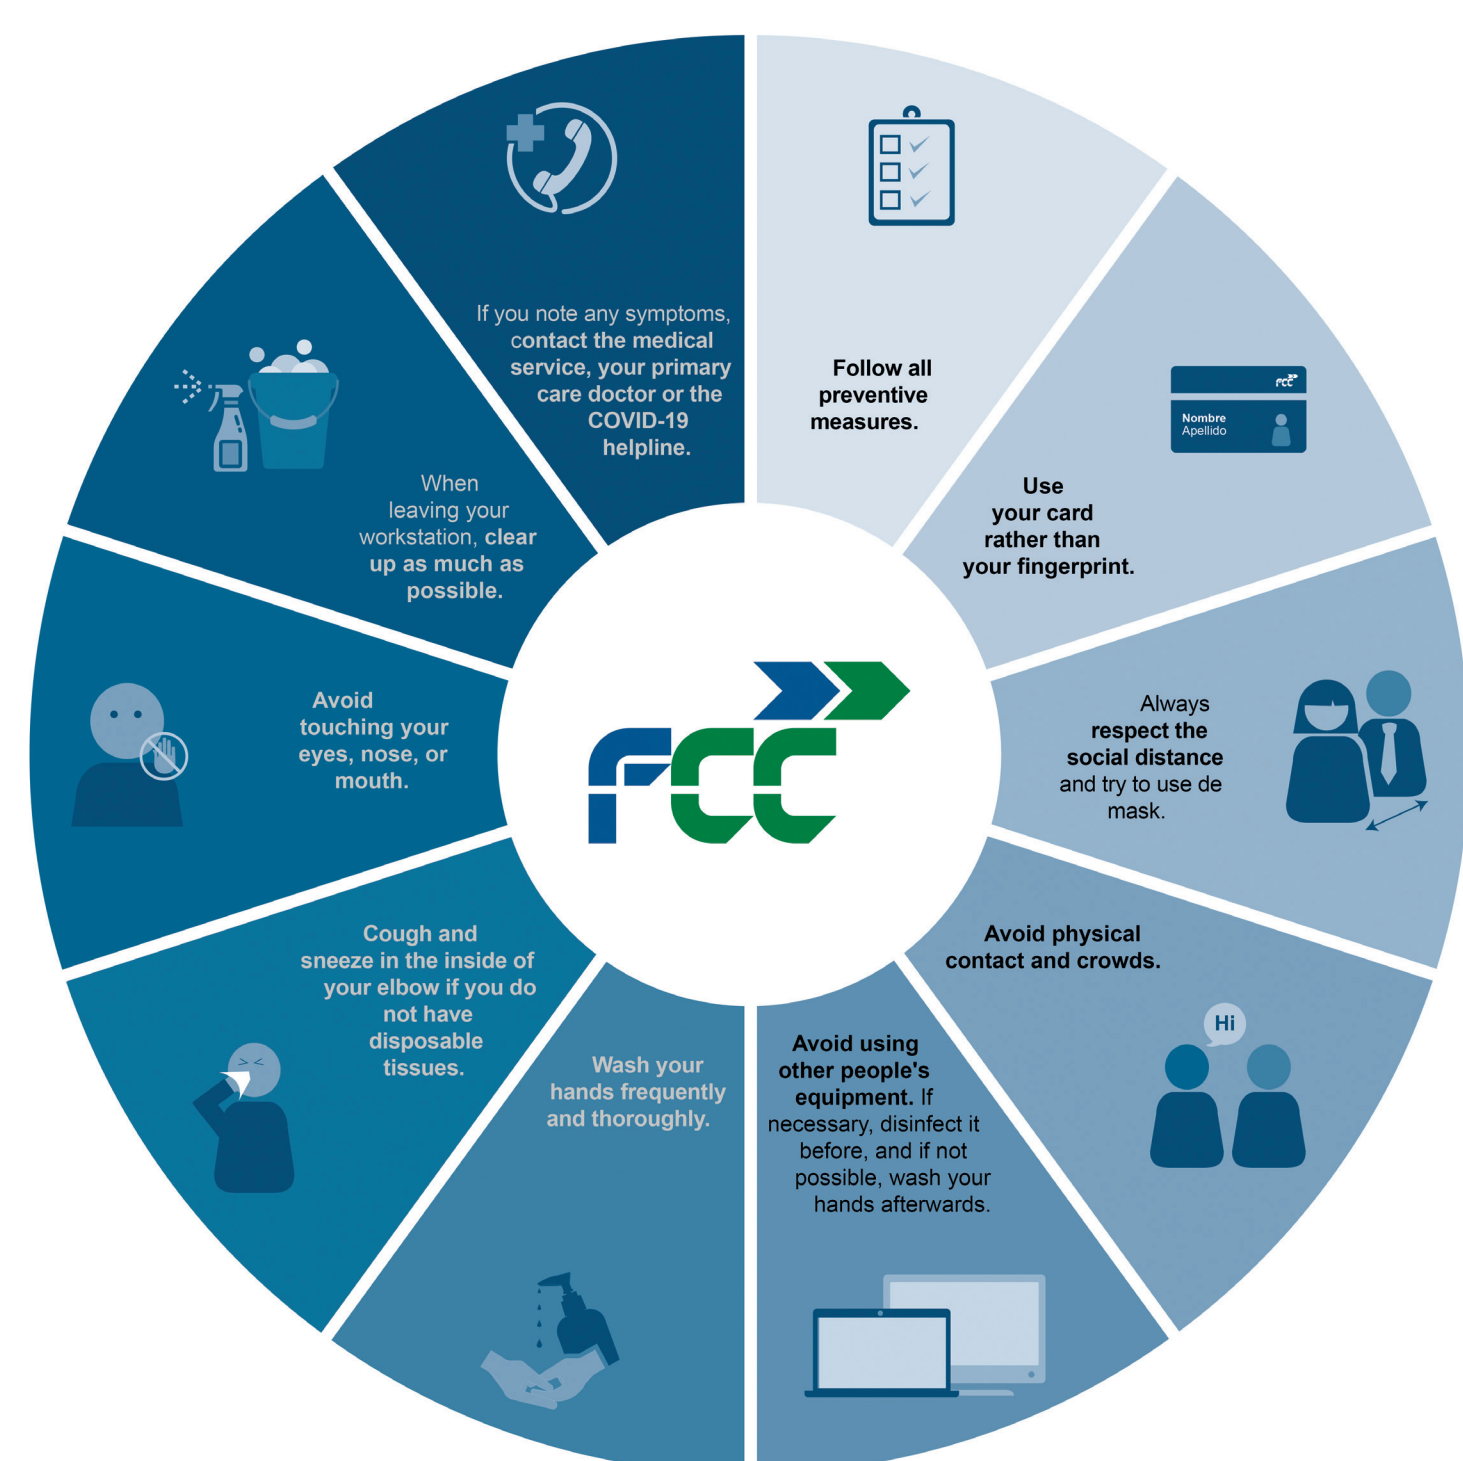 Follow all
preventive
measures.
FCC
Nombre
Apellido
Use
your card
rather than
your fingerprint.
Always
respect the
social distance
and try to use de
mask.
Avoid physical
contact and crowds.
Hi
Avoid using
other people's
equipment. If
necessary, disinfect it
before, and if not
possible, wash your
hands afterwards.
Wash your
hands frequently
and thoroughly.
Cough and
sneeze in the inside of
your elbow if you do
not have
disposable
tissues.
Avoid
touching your
eyes, nose, or
mouth.
When
leaving your
workstation, clear
up as much as
possible.
If you note any symptoms,
contact the medical
service, your primary
care doctor or the
COVID-19
helpline.
FCC